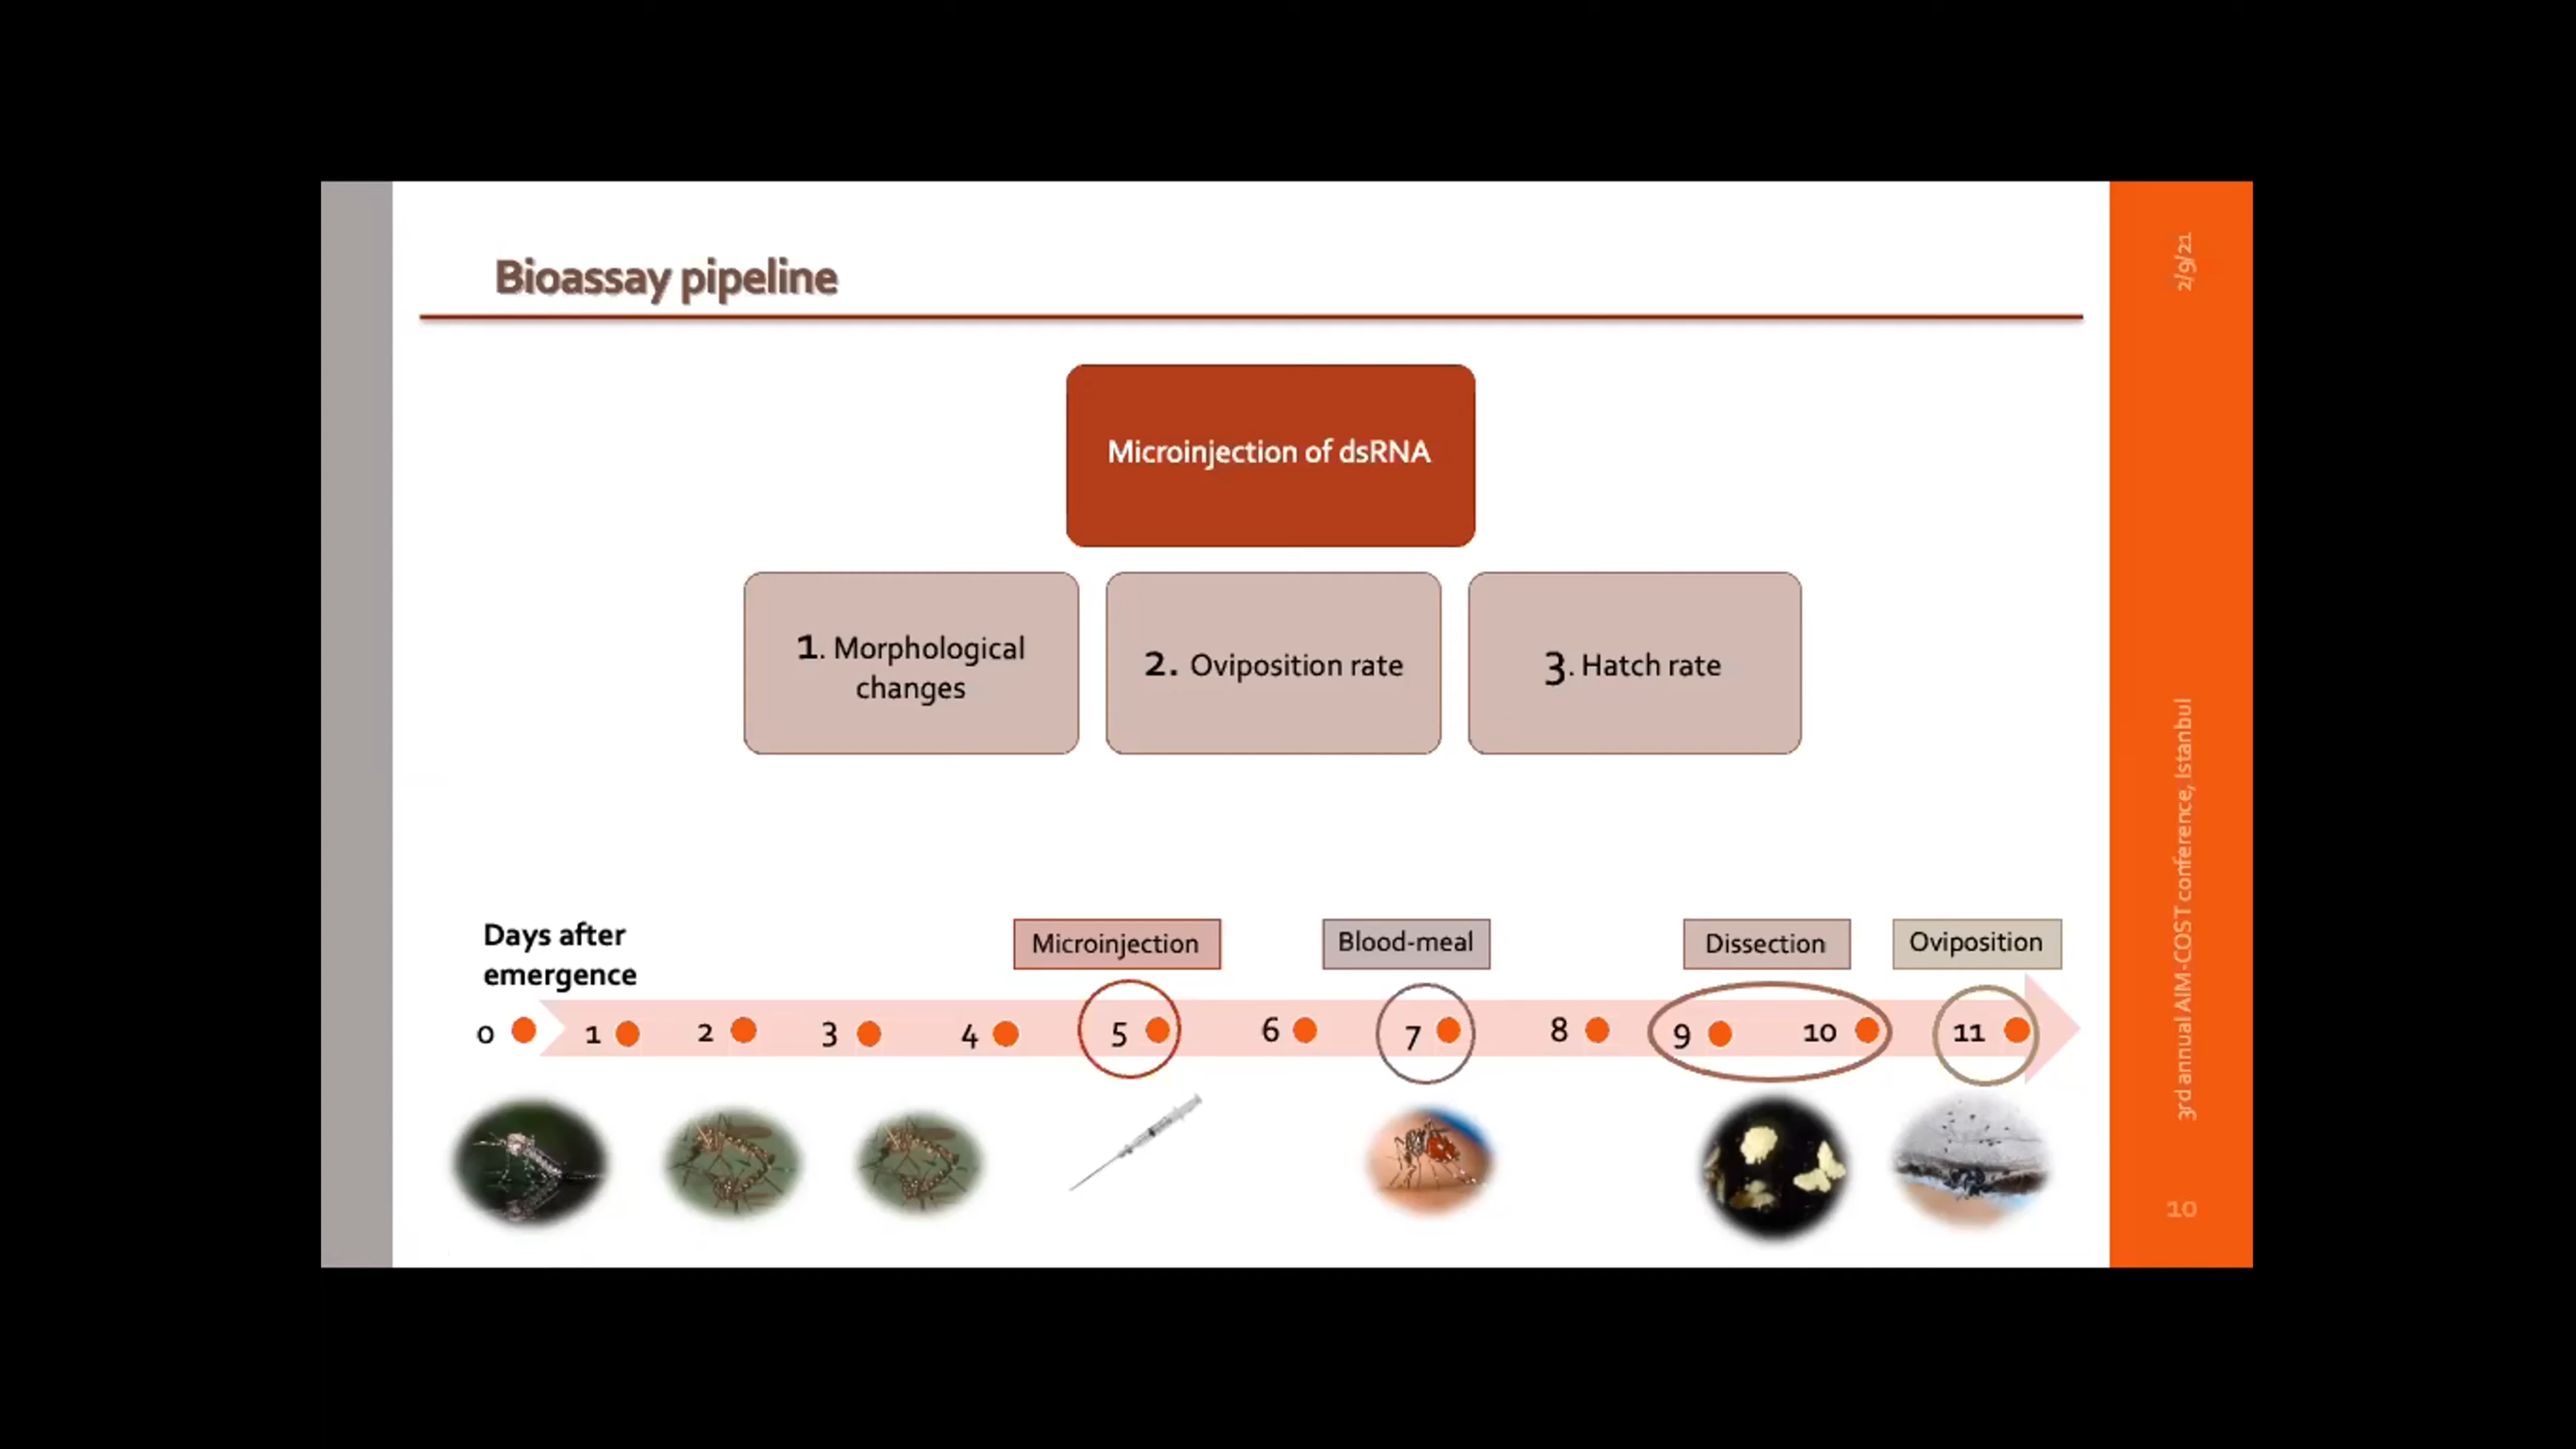 Bioassay pipeline
Microinjection of dsRNA
1. Morphological
changes
2. Oviposition rate
3. Hatch rate
Days after
emergence
Microinjection
Blood-meal
Dissection
Oviposition
0 1 2 3 4 5 6 7 8 9 10 11
2/9/21
3rd annual AIM-COST conference, Istanbul
10